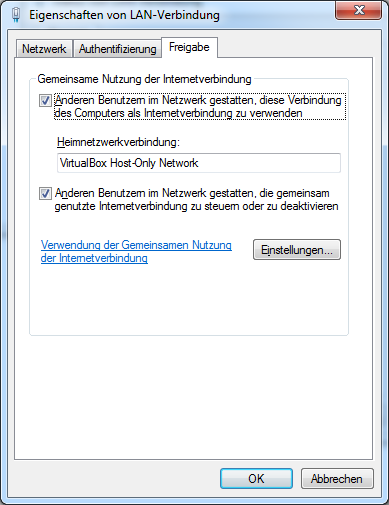 Eigenschaften von LAN-Verbindung
Netzwerk Authentifizierung Freigabe
Gemeinsame Nutzung der Internetverbindung
Anderen Benutzern im Netzwerk gestatten, diese Verbindung
des Computers als Internetverbindung zu verwenden
Heimnetzwerkverbindung:
VirtualBox Host-Only Network
Anderen Benutzern im Netzwerk gestatten, die gemeinsam
genutzte Internetverbindung zu steuern oder zu deaktivieren
Verwendung der Gemeinsamen Nutzung
der Internetverbindung
Einstellungen...
OK Abbrechen